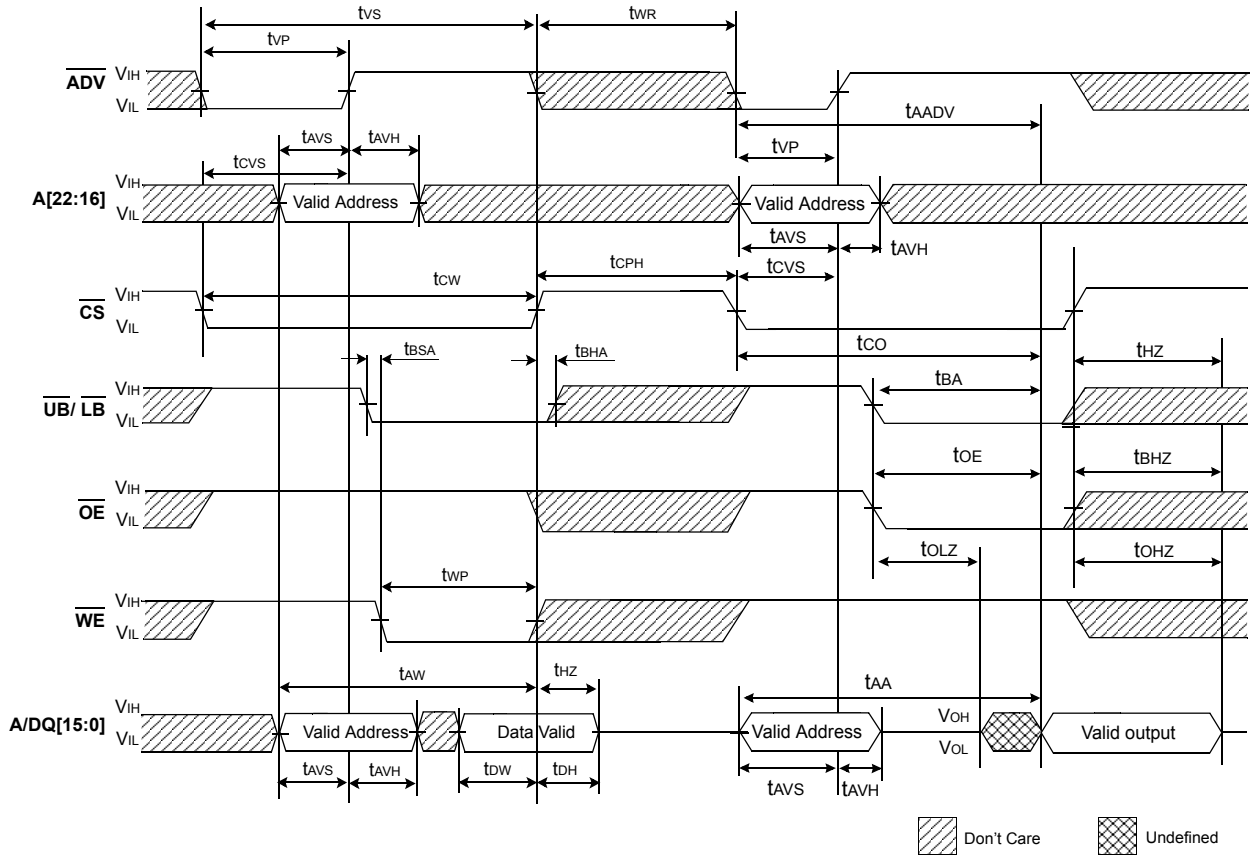 tVS
tWR
tVP
ADV
VIH
VIL
tAADV
tAVS
tAVH
tVP
tCVS
A[22:16]
VIH
VIL
Valid Address
Valid Address
tAVS
tAVH
tCPH
tCVS
tCW
CS
VIH
VIL
tCO
tBSA
tBHA
tHZ
tBA
UB/ LB
VIH
VIL
tOE
tBHZ
OE
VIH
VIL
tOLZ
tOHZ
tWP
WE
VIH
VIL
tAW
tHZ
tAA
A/DQ[15:0]
VIH
VIL
Valid Address
Data Valid
Valid Address
VOH
VOL
Valid output
tAVS
tAVH
tDW
tDH
tAVS
tAVH
Don't Care
Undefined